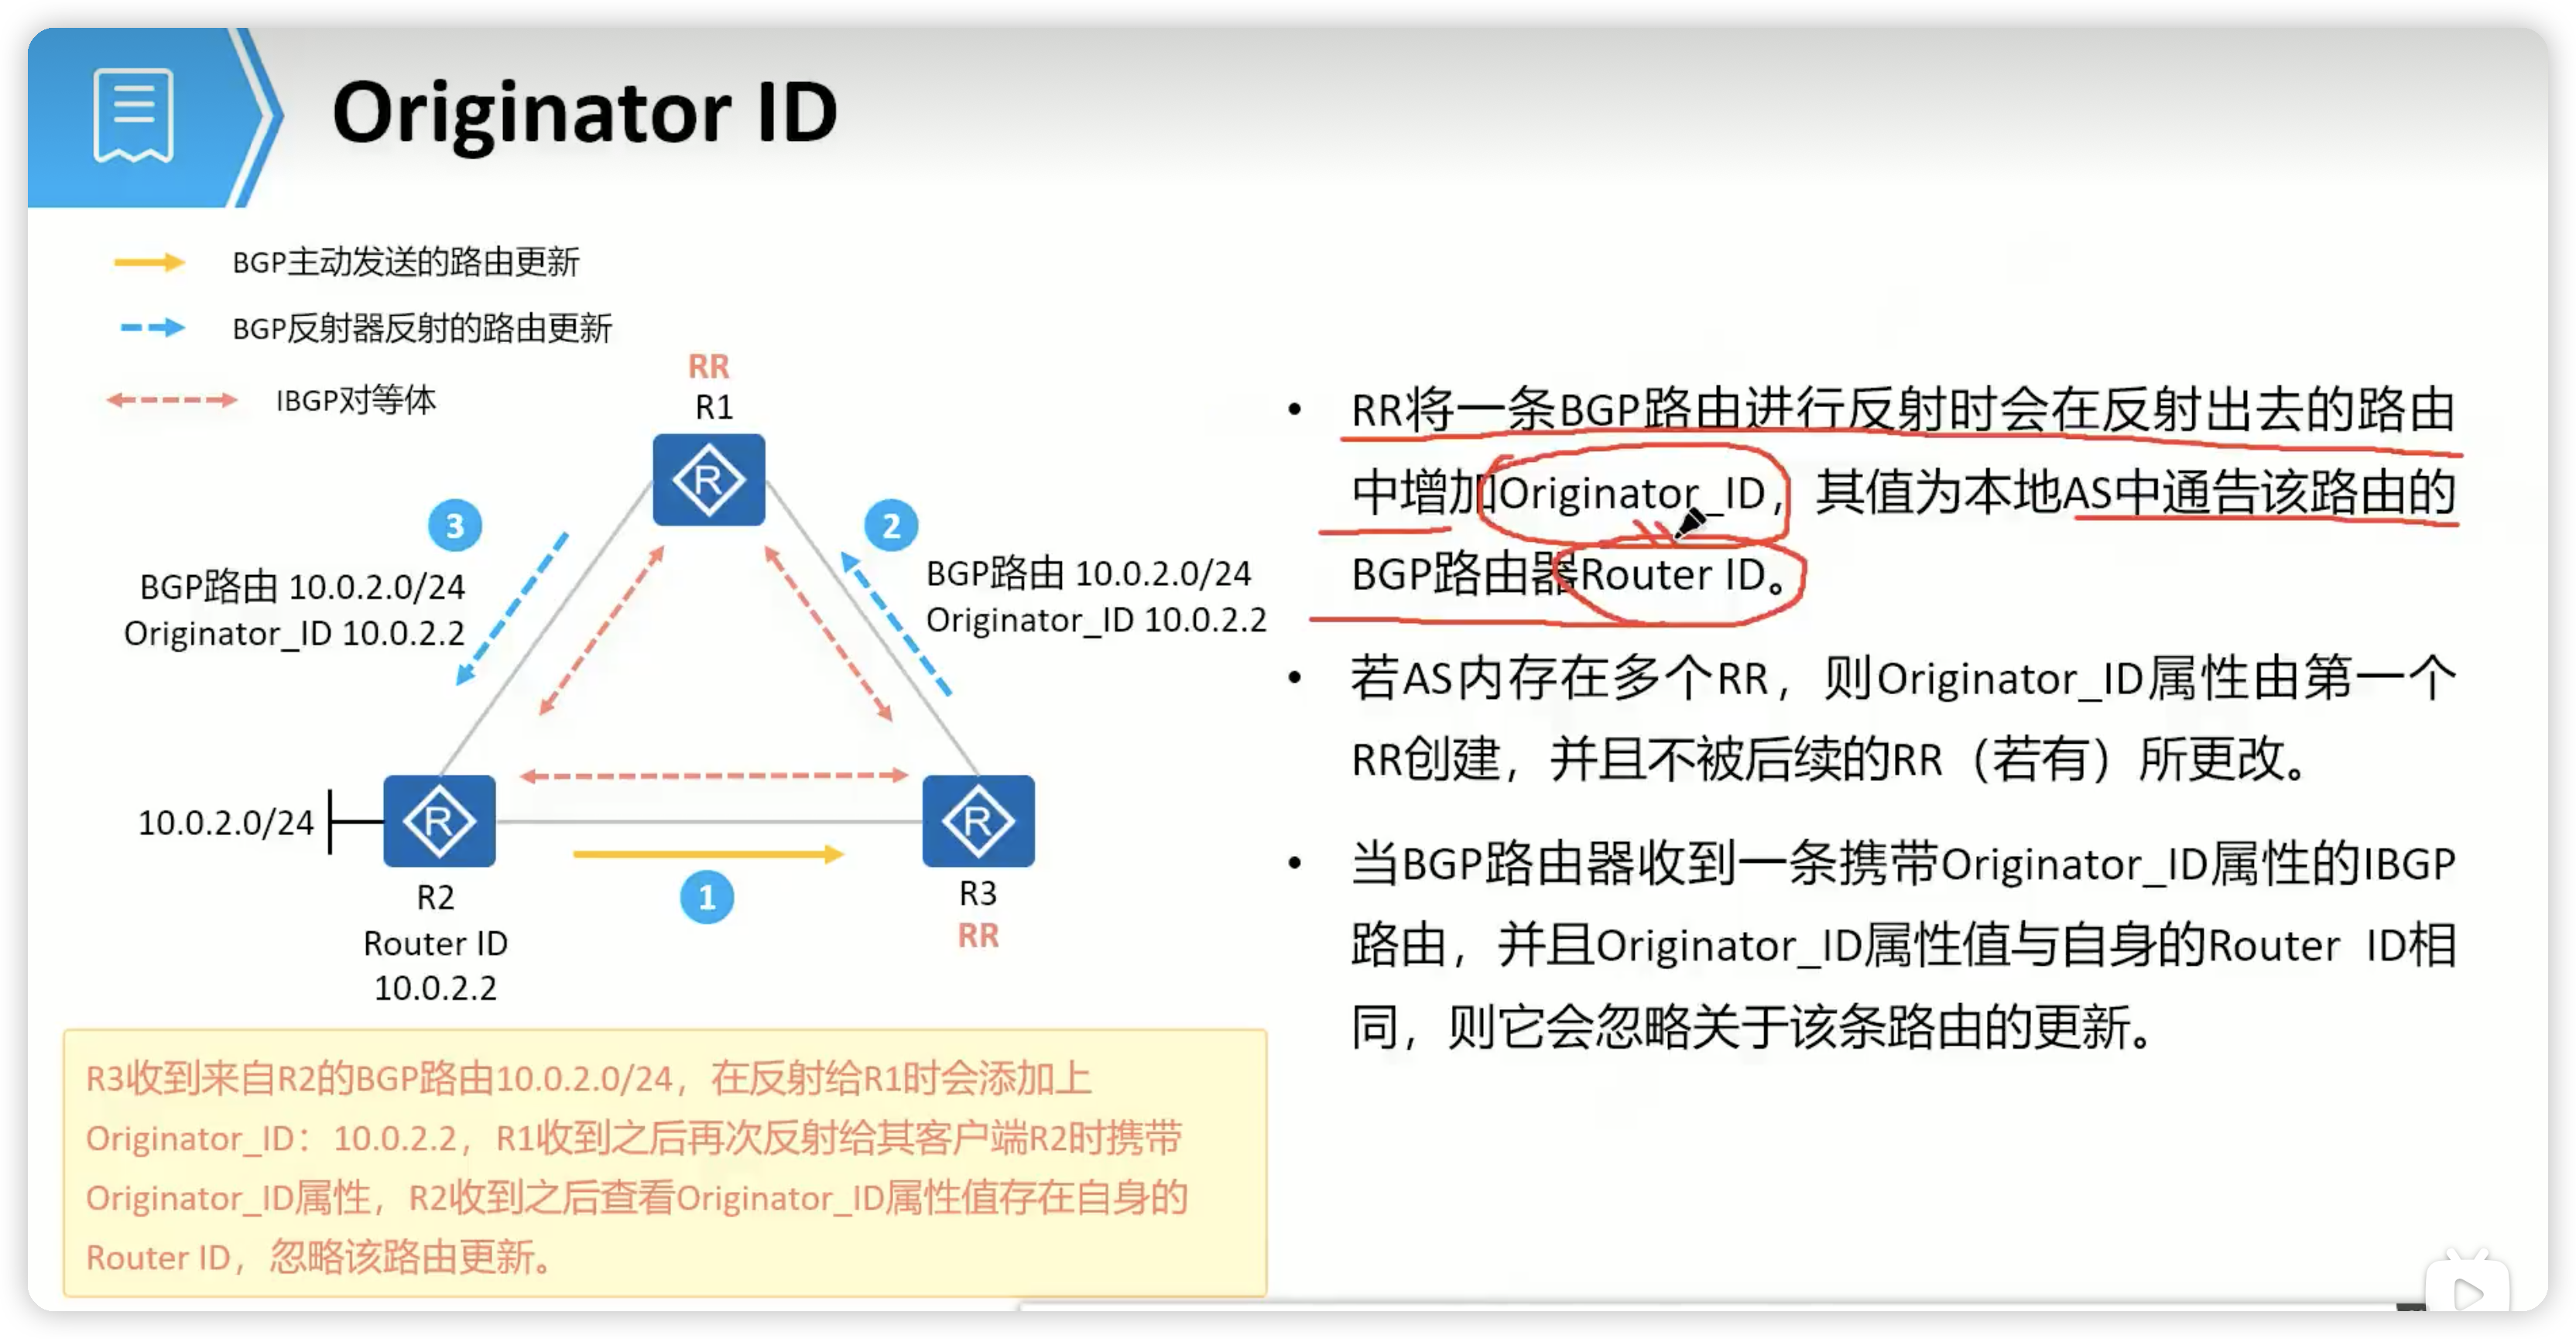 Originator ID
BGP主动发送的路由更新
BGP反射器反射的路由更新
IBGP对等体
RR
R1
3
2
BGP路由 10.0.2.0/24
Originator_ID 10.0.2.2
BGP路由 10.0.2.0/24
Originator_ID 10.0.2.2
R
R
R
10.0.2.0/24
R2
Router ID
10.0.2.2
1
R3
RR
R3收到来自R2的BGP路由10.0.2.0/24，在反射给R1时会添加上
Originator_ID：10.0.2.2，R1收到之后再次反射给其客户端R2时携带
Originator_ID属性，R2收到之后查看Originator_ID属性值存在自身的
Router ID，忽略该路由更新。
• RR将一条BGP路由进行反射时会在反射出去的路由
中增加Originator_ID，其值为本地AS中通告该路由的
BGP路由器Router ID。
• 若AS内存在多个RR，则Originator_ID属性由第一个
RR创建，并且不被后续的RR（若有）所更改。
• 当BGP路由器收到一条携带Originator_ID属性的IBGP
路由，并且Originator_ID属性值与自身的Router ID相
同，则它会忽略关于该条路由的更新。